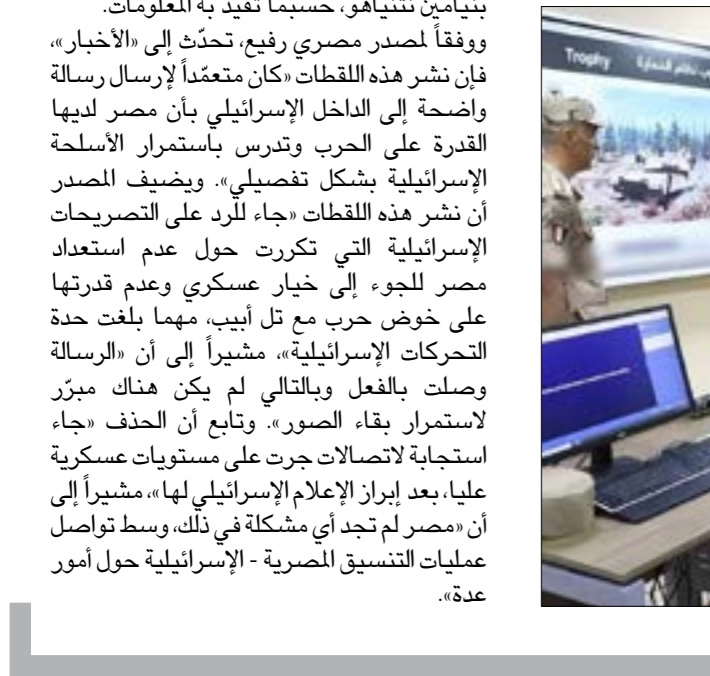 بنيامين نتنياهو، حسبما تفيد به المعلومات.
ووفقاً لمصدر مصري رفيع، تحدّث إلى «الأخبار»،
فإن نشر هذه اللقطات «كان متعمّداً لإرسال رسالة
واضحة إلى الداخل الإسرائيلي بأن مصر لديها
القدرة على الحرب وتدرس باستمرار الأسلحة
الإسرائيلية بشكل تفصيلي». ويضيف المصدر
أن نشر هذه اللقطات «جاء للرد على التصريحات
الإسرائيلية التي تكررت حول عدم استعداد
مصر للجوء إلى خيار عسكري وعدم قدرتها
على خوض حرب مع تل أبيب، مهما بلغت حدة
التحركات الإسرائيلية»، مشيراً إلى أن «الرسالة
وصلت بالفعل وبالتالي لم يكن هناك مبرّر
لاستمرار بقاء الصور». وتابع أن الحذف «جاء
استجابة لاتصالات جرت على مستويات عسكرية
عليا، بعد إبراز الإعلام الإسرائيلي لها»، مشيراً إلى
أن «مصر لم تجد أي مشكلة في ذلك، وسط تواصل
عمليات التنسيق المصرية - الإسرائيلية حول أمور
عدة».
Trophy